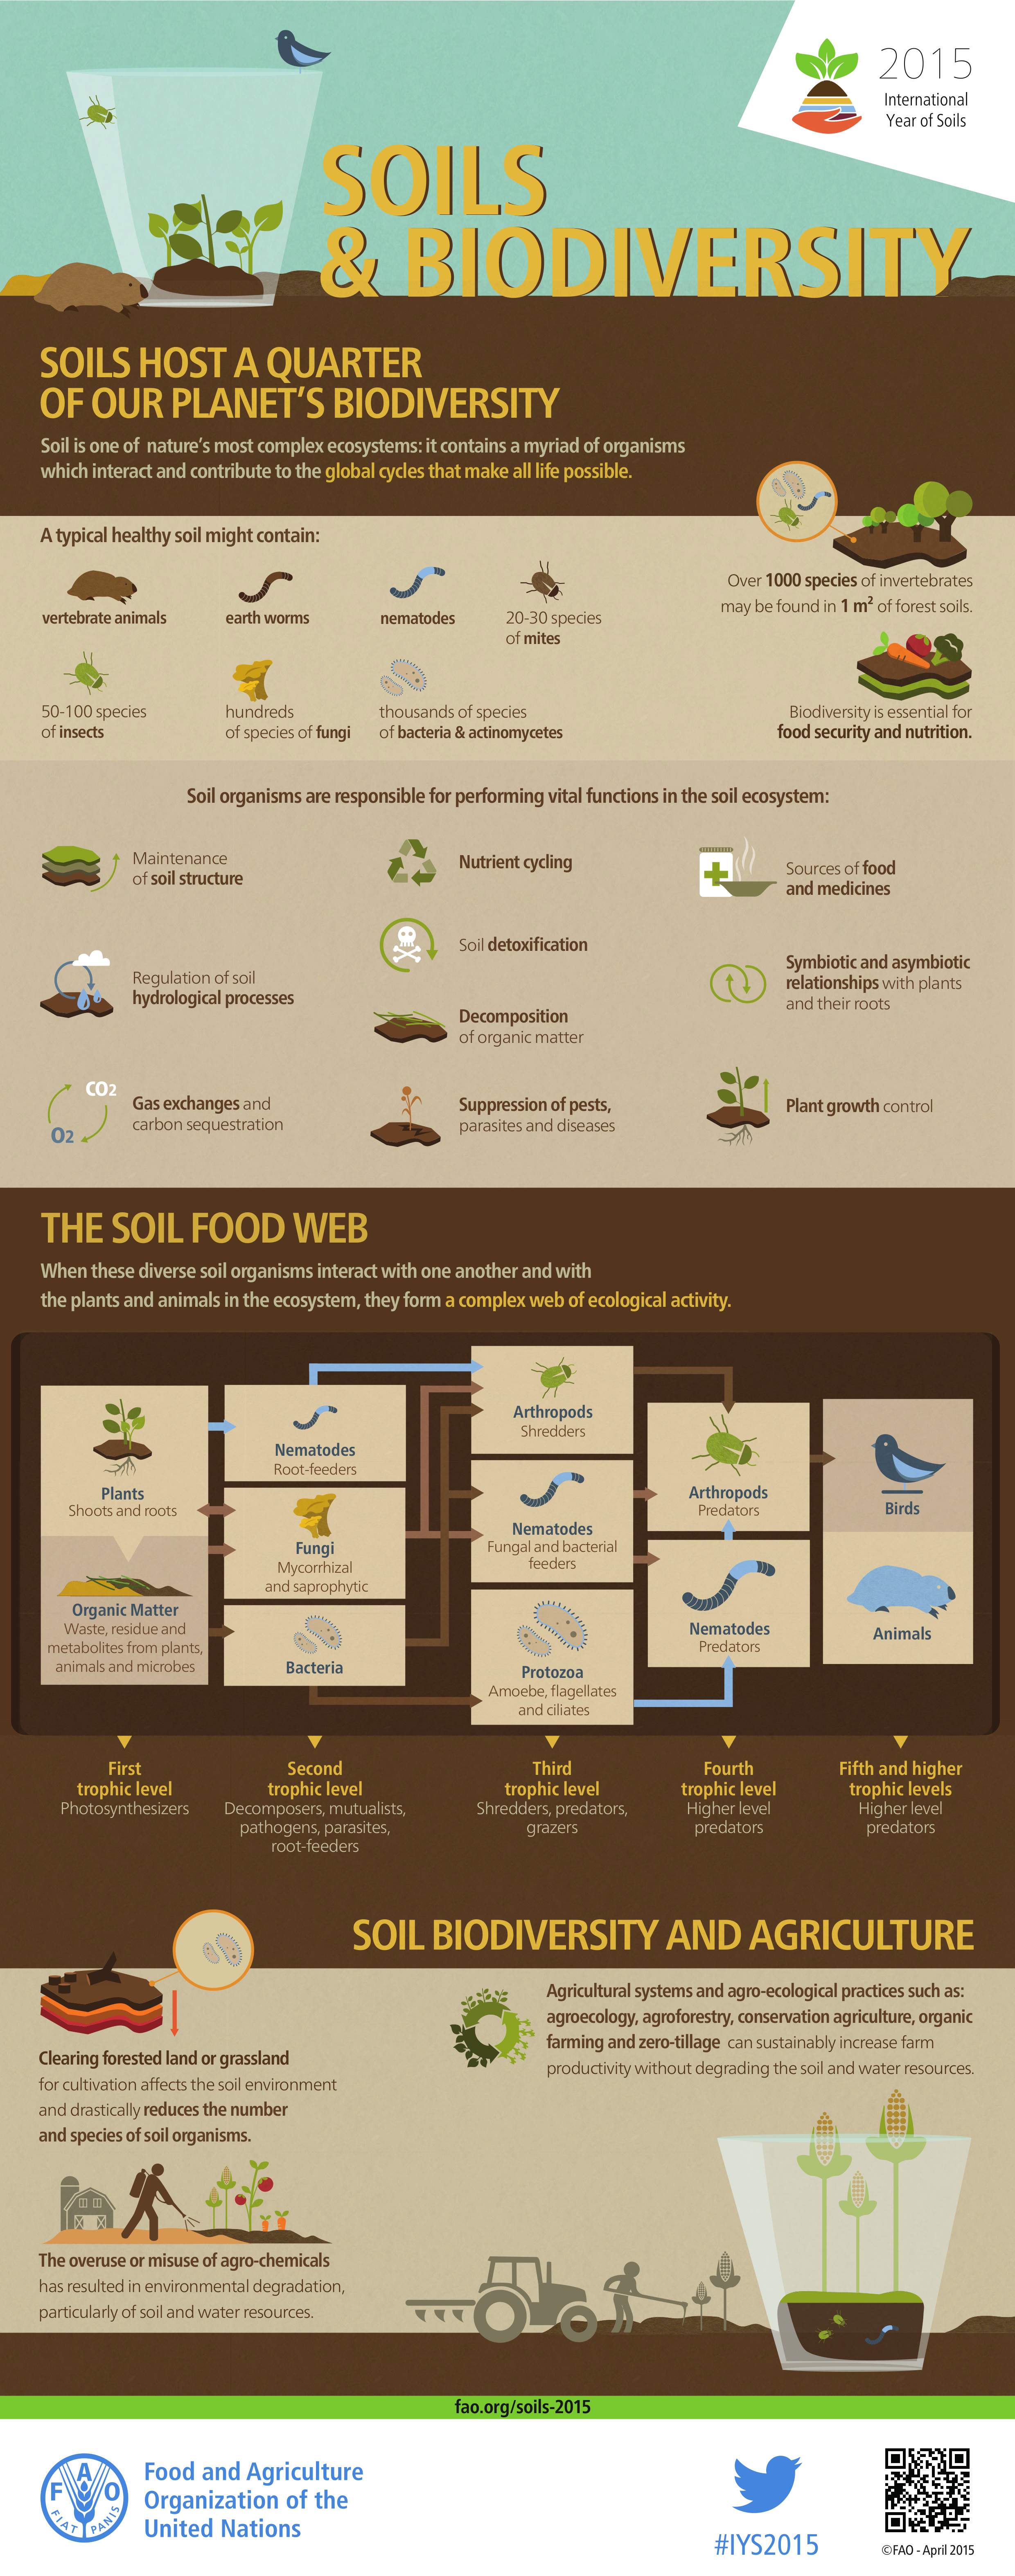 2015
International
Year of Soils
SOILS
& BIODIVERSITY
SOILS HOST A QUARTER
OF OUR PLANET'S BIODIVERSITY
Soil is one of nature's most complex ecosystems: it contains a myriad of organisms
which interact and contribute to the global cycles that make all life possible.
A typical healthy soil might contain:
vertebrate animals
earth worms
nematodes
20-30 species
of mites
50-100 species
of insects
hundreds
of species of fungi
thousands of species
of bacteria & actinomycetes
Over 1000 species of invertebrates
may be found in 1 m² of forest soils.
Biodiversity is essential for
food security and nutrition.
Soil organisms are responsible for performing vital functions in the soil ecosystem:
Maintenance
of soil structure
Nutrient cycling
Sources of food
and medicines
Soil detoxification
Regulation of soil
hydrological processes
Symbiotic and asymbiotic
relationships with plants
and their roots
Decomposition
of organic matter
CO2
O2
Gas exchanges and
carbon sequestration
Suppression of pests,
parasites and diseases
Plant growth control
THE SOIL FOOD WEB
When these diverse soil organisms interact with one another and with
the plants and animals in the ecosystem, they form a complex web of ecological activity.
Plants
Shoots and roots
Organic Matter
Waste, residue and
metabolites from plants,
animals and microbes
Nematodes
Root-feeders
Fungi
Mycorrhizal
and saprophytic
Bacteria
Arthropods
Shredders
Nematodes
Fungal and bacterial
feeders
Protozoa
Amoebe, flagellates
and ciliates
Arthropods
Predators
Nematodes
Predators
Birds
Animals
First
trophic level
Photosynthesizers
Second
trophic level
Decomposers, mutualists,
pathogens, parasites,
root-feeders
Third
trophic level
Shredders, predators,
grazers
Fourth
trophic level
Higher level
predators
Fifth and higher
trophic levels
Higher level
predators
SOIL BIODIVERSITY AND AGRICULTURE
Clearing forested land or grassland
for cultivation affects the soil environment
and drastically reduces the number
and species of soil organisms.
Agricultural systems and agro-ecological practices such as:
agroecology, agroforestry, conservation agriculture, organic
farming and zero-tillage can sustainably increase farm
productivity without degrading the soil and water resources.
The overuse or misuse of agro-chemicals
has resulted in environmental degradation,
particularly of soil and water resources.
fao.org/soils-2015
F A O
FIAT PANIS
Food and Agriculture
Organization of the
United Nations
#IYS2015
©FAO - April 2015